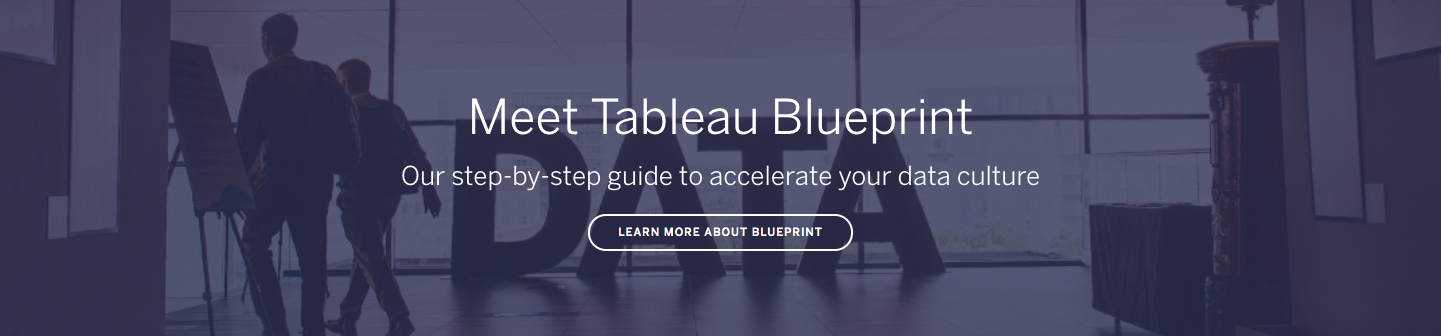 Meet Tableau Blueprint
Our step-by-step guide to accelerate your data culture
LEARN MORE ABOUT BLUEPRINT
DATA